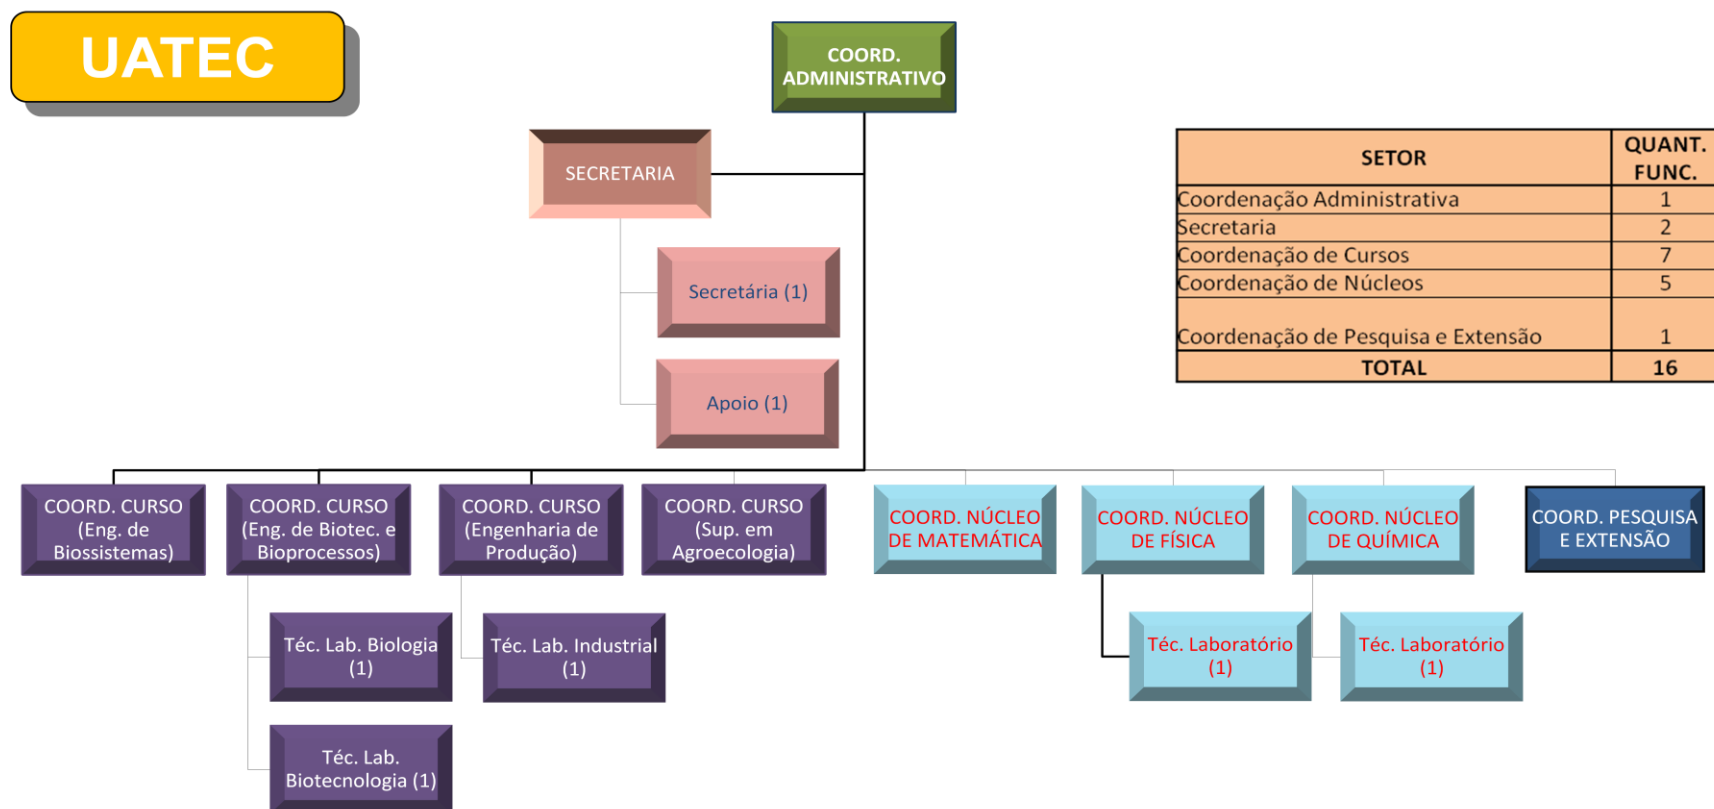 UATEC
COORD.
ADMINISTRATIVO
SECRETARIA
Secretária (1)
Apoio (1)
SETOR QUANT.
FUNC.
Coordenação Administrativa 1
Secretaria 2
Coordenação de Cursos 7
Coordenação de Núcleos 5
Coordenação de Pesquisa e Extensão 1
TOTAL 16
COORD. CURSO
(Eng. de
Biossistemas)
COORD. CURSO
(Eng. de Biotec. e
Bioprocessos)
COORD. CURSO
(Engenharia de
Produção)
COORD. CURSO
(Sup. em
Agroecologia)
COORD. NÚCLEO
DE MATEMÁTICA
COORD. NÚCLEO
DE FÍSICA
COORD. NÚCLEO
DE QUÍMICA
COORD. PESQUISA
E EXTENSÃO
Téc. Lab. Biologia
(1)
Téc. Lab. Industrial
(1)
Téc. Laboratório
(1)
Téc. Laboratório
(1)
Téc. Lab.
Biotecnologia (1)